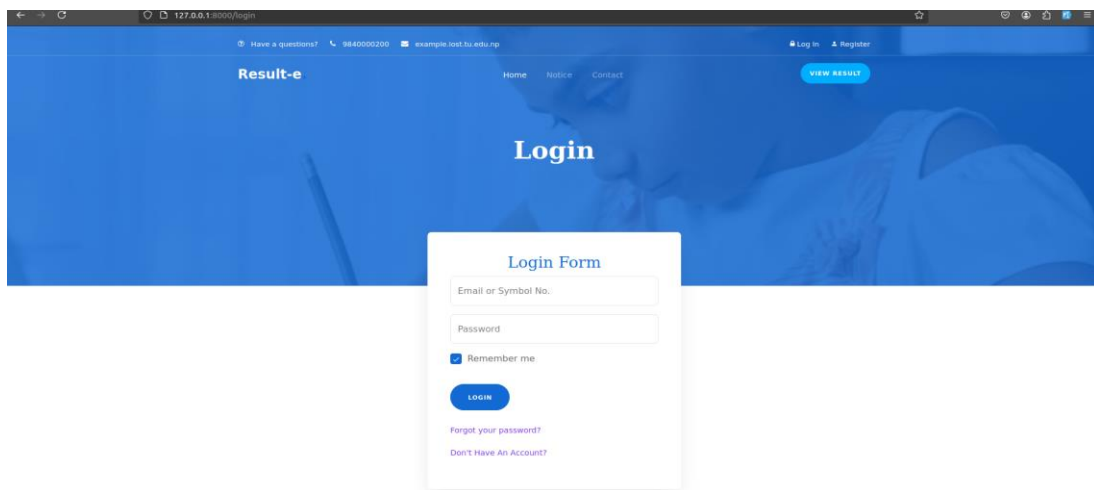 127.0.0.1:8000/login
Have a questions? 9840000200 example.iost.tu.edu.np Log In Register
Result-e Home Notice Contact VIEW RESULT
Login
Login Form
Email or Symbol No.
Password
Remember me
LOGIN
Forgot your password?
Don't Have An Account?